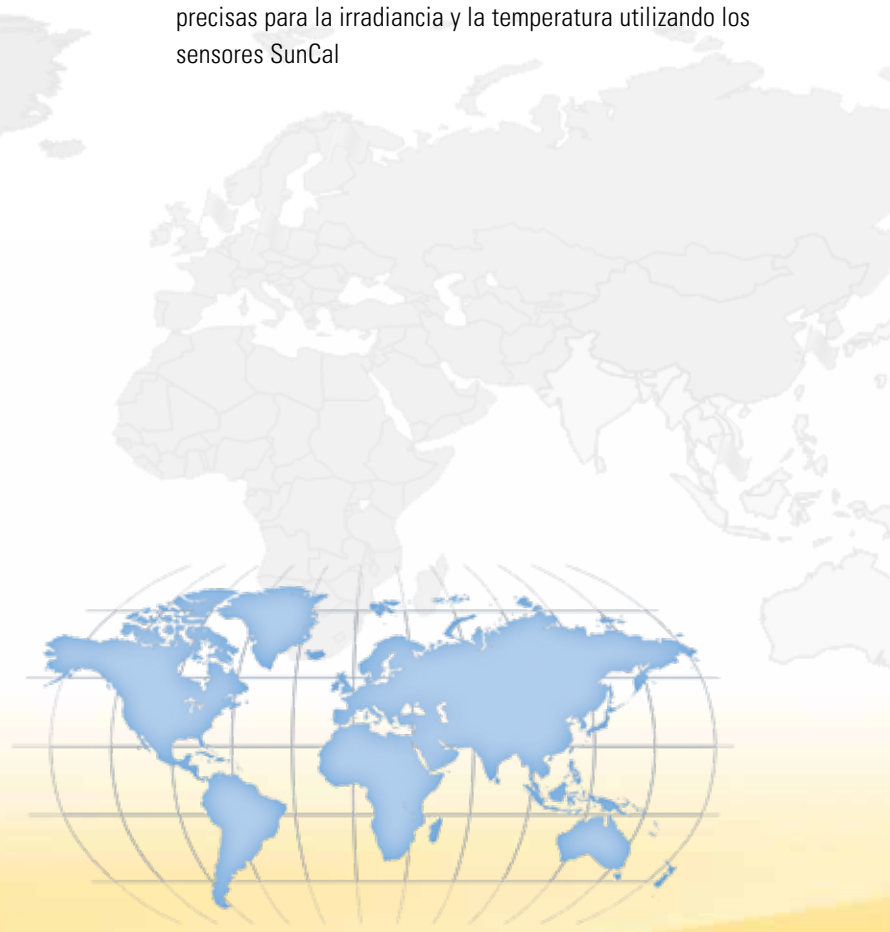 precisas para la irradiancia y la temperatura utilizando los
sensores SunCal